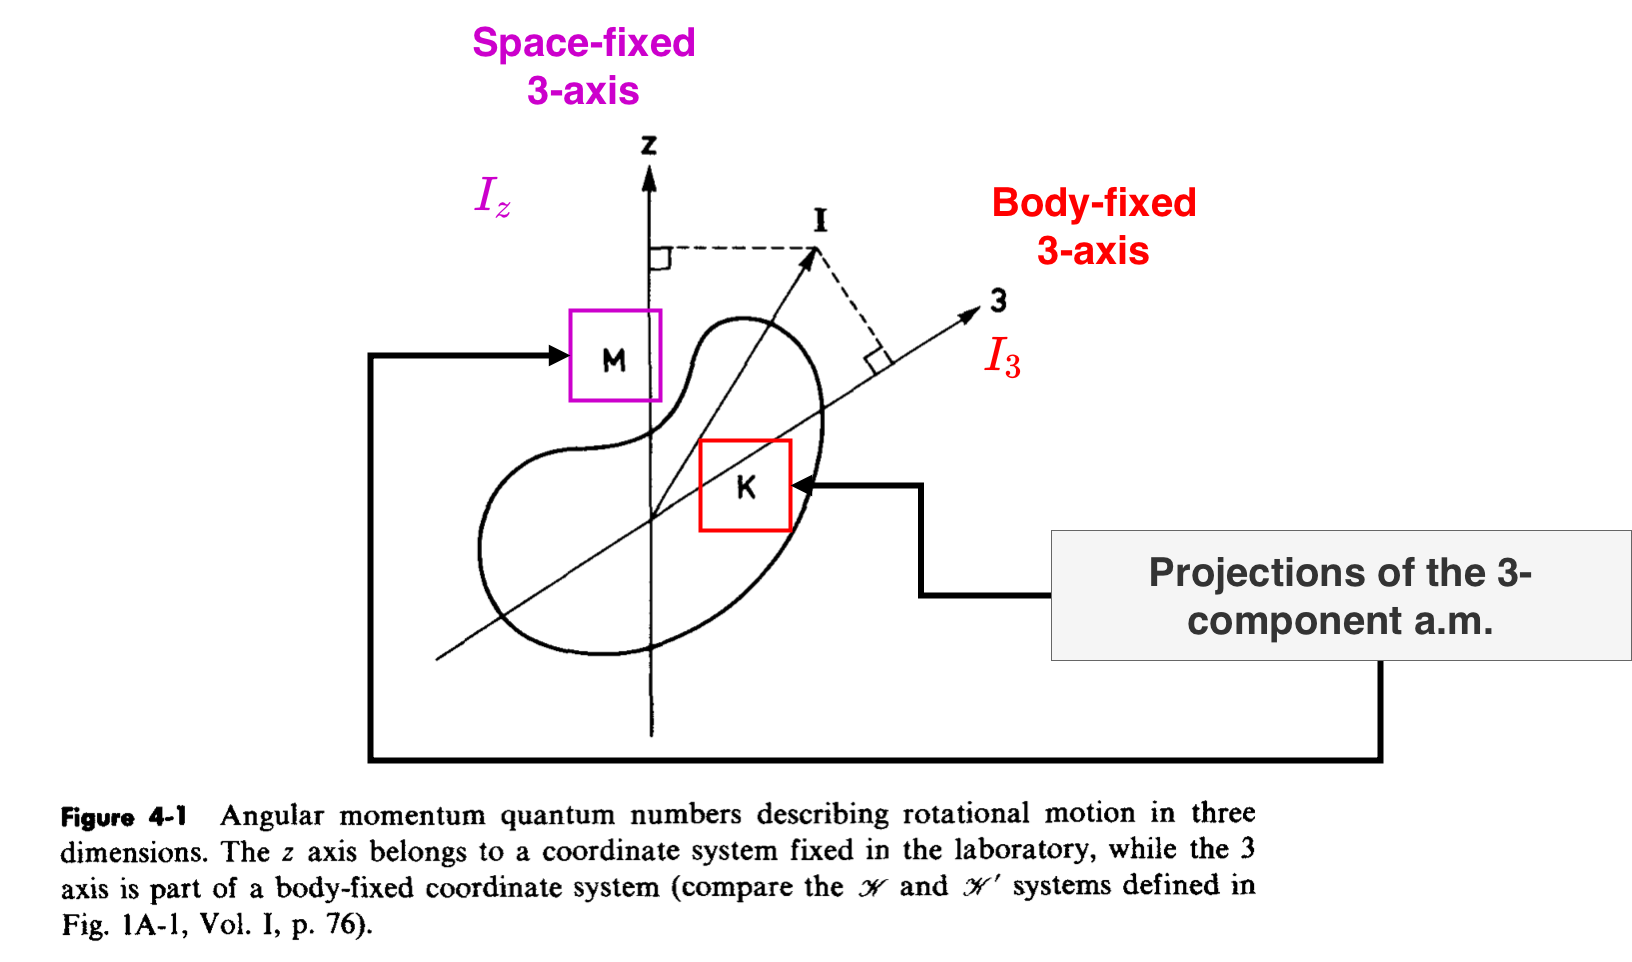 Space-fixed
3-axis
z
I_z
I
Body-fixed
3-axis
3
I_3
M
K
Projections of the 3-
component a.m.
Figure 4-1 Angular momentum quantum numbers describing rotational motion in three
dimensions. The z axis belongs to a coordinate system fixed in the laboratory, while the 3
axis is part of a body-fixed coordinate system (compare the 𝒦 and 𝒦′ systems defined in
Fig. 1A-1, Vol. I, p. 76).